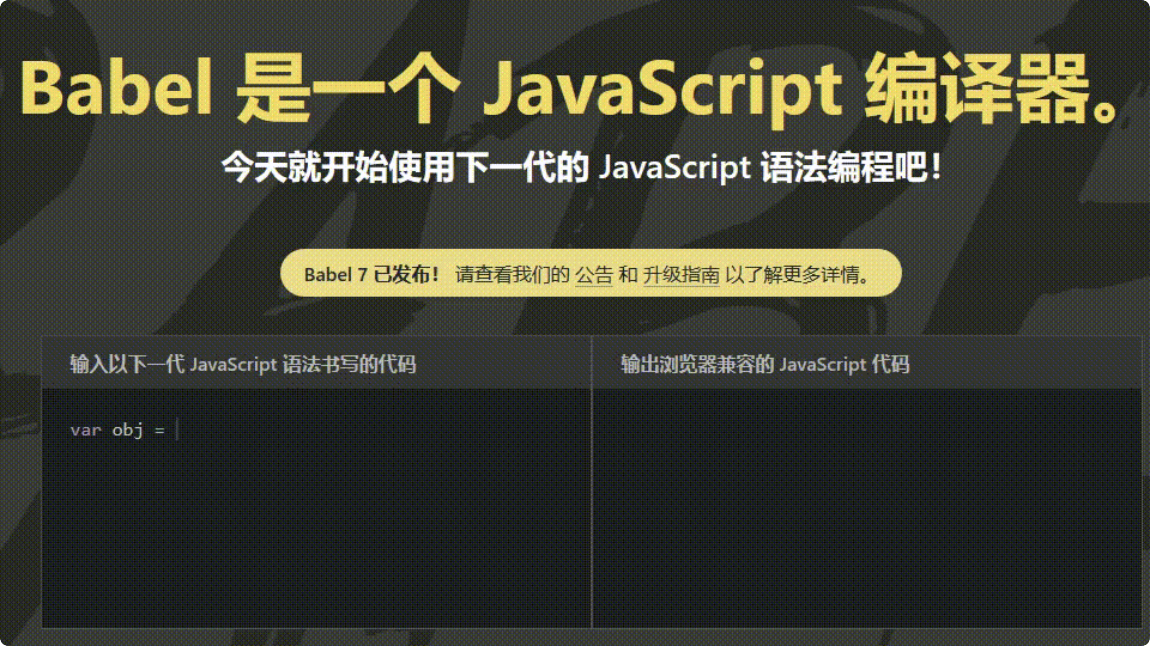 Babel 是一个 JavaScript 编译器。
今天就开始使用下一代的 JavaScript 语法编程吧！
Babel 7 已发布！ 请查看我们的 公告 和 升级指南 以了解更多详情。
输入以下一代 JavaScript 语法书写的代码
输出浏览器兼容的 JavaScript 代码
var obj =